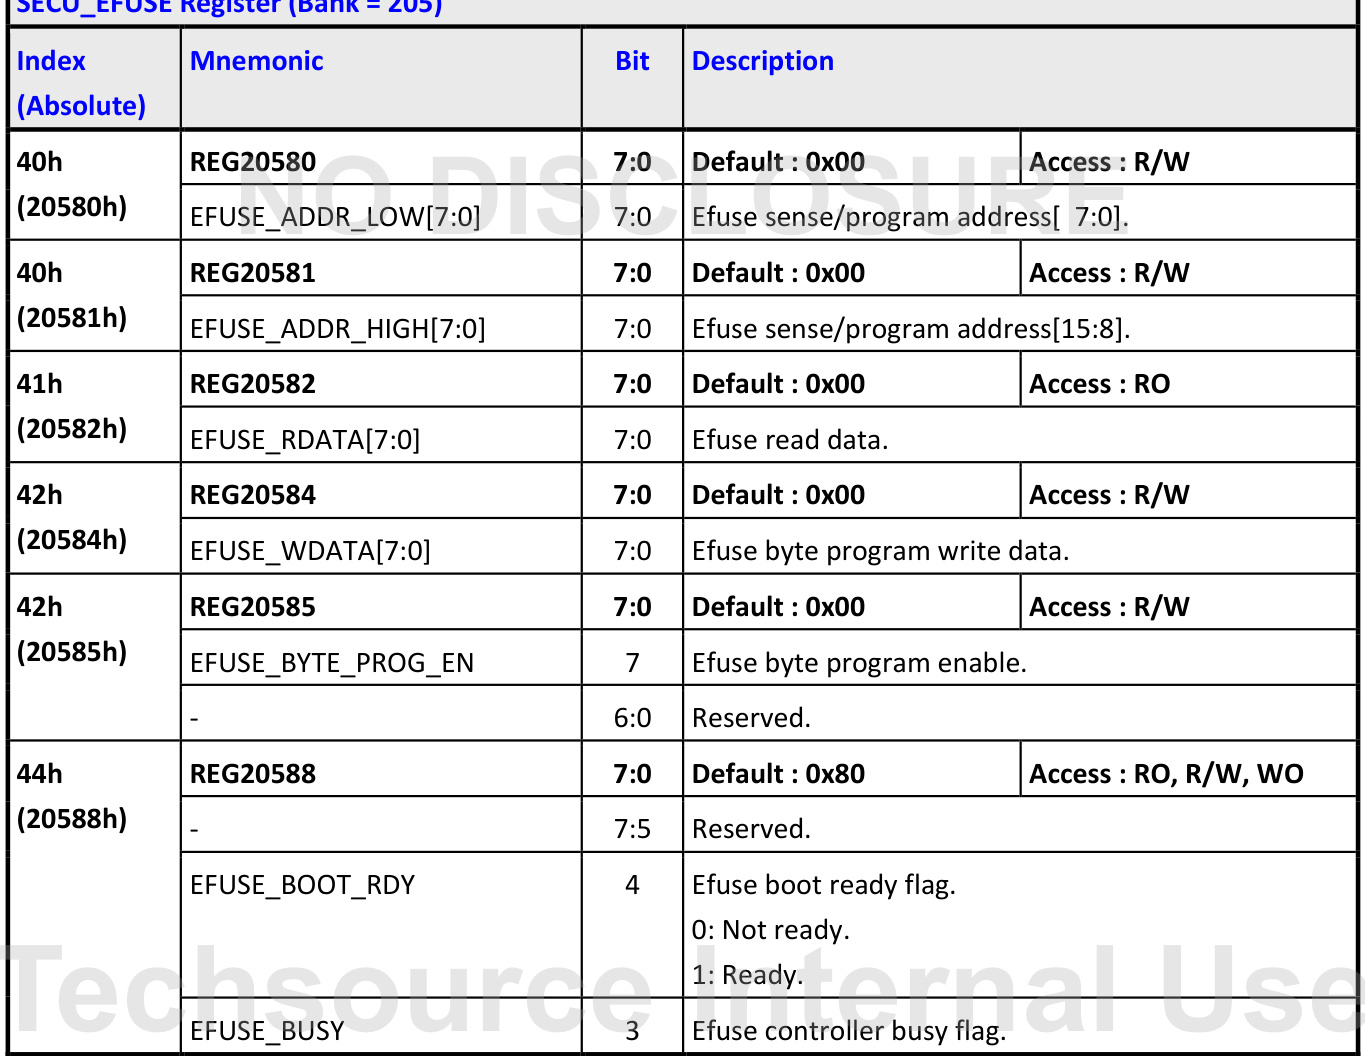 SECU_EFUSE Register (Bank = 205)
Index (Absolute) Mnemonic Bit Description
40h (20580h) REG20580 7:0 Default : 0x00 Access : R/W
EFUSE_ADDR_LOW[7:0] 7:0 Efuse sense/program address[ 7:0].
40h (20581h) REG20581 7:0 Default : 0x00 Access : R/W
EFUSE_ADDR_HIGH[7:0] 7:0 Efuse sense/program address[15:8].
41h (20582h) REG20582 7:0 Default : 0x00 Access : RO
EFUSE_RDATA[7:0] 7:0 Efuse read data.
42h (20584h) REG20584 7:0 Default : 0x00 Access : R/W
EFUSE_WDATA[7:0] 7:0 Efuse byte program write data.
42h (20585h) REG20585 7:0 Default : 0x00 Access : R/W
EFUSE_BYTE_PROG_EN 7 Efuse byte program enable.
- 6:0 Reserved.
44h (20588h) REG20588 7:0 Default : 0x80 Access : RO, R/W, WO
- 7:5 Reserved.
EFUSE_BOOT_RDY 4 Efuse boot ready flag.
0: Not ready.
1: Ready.
EFUSE_BUSY 3 Efuse controller busy flag.
NO DISCLOSURE
Techsource Internal Use